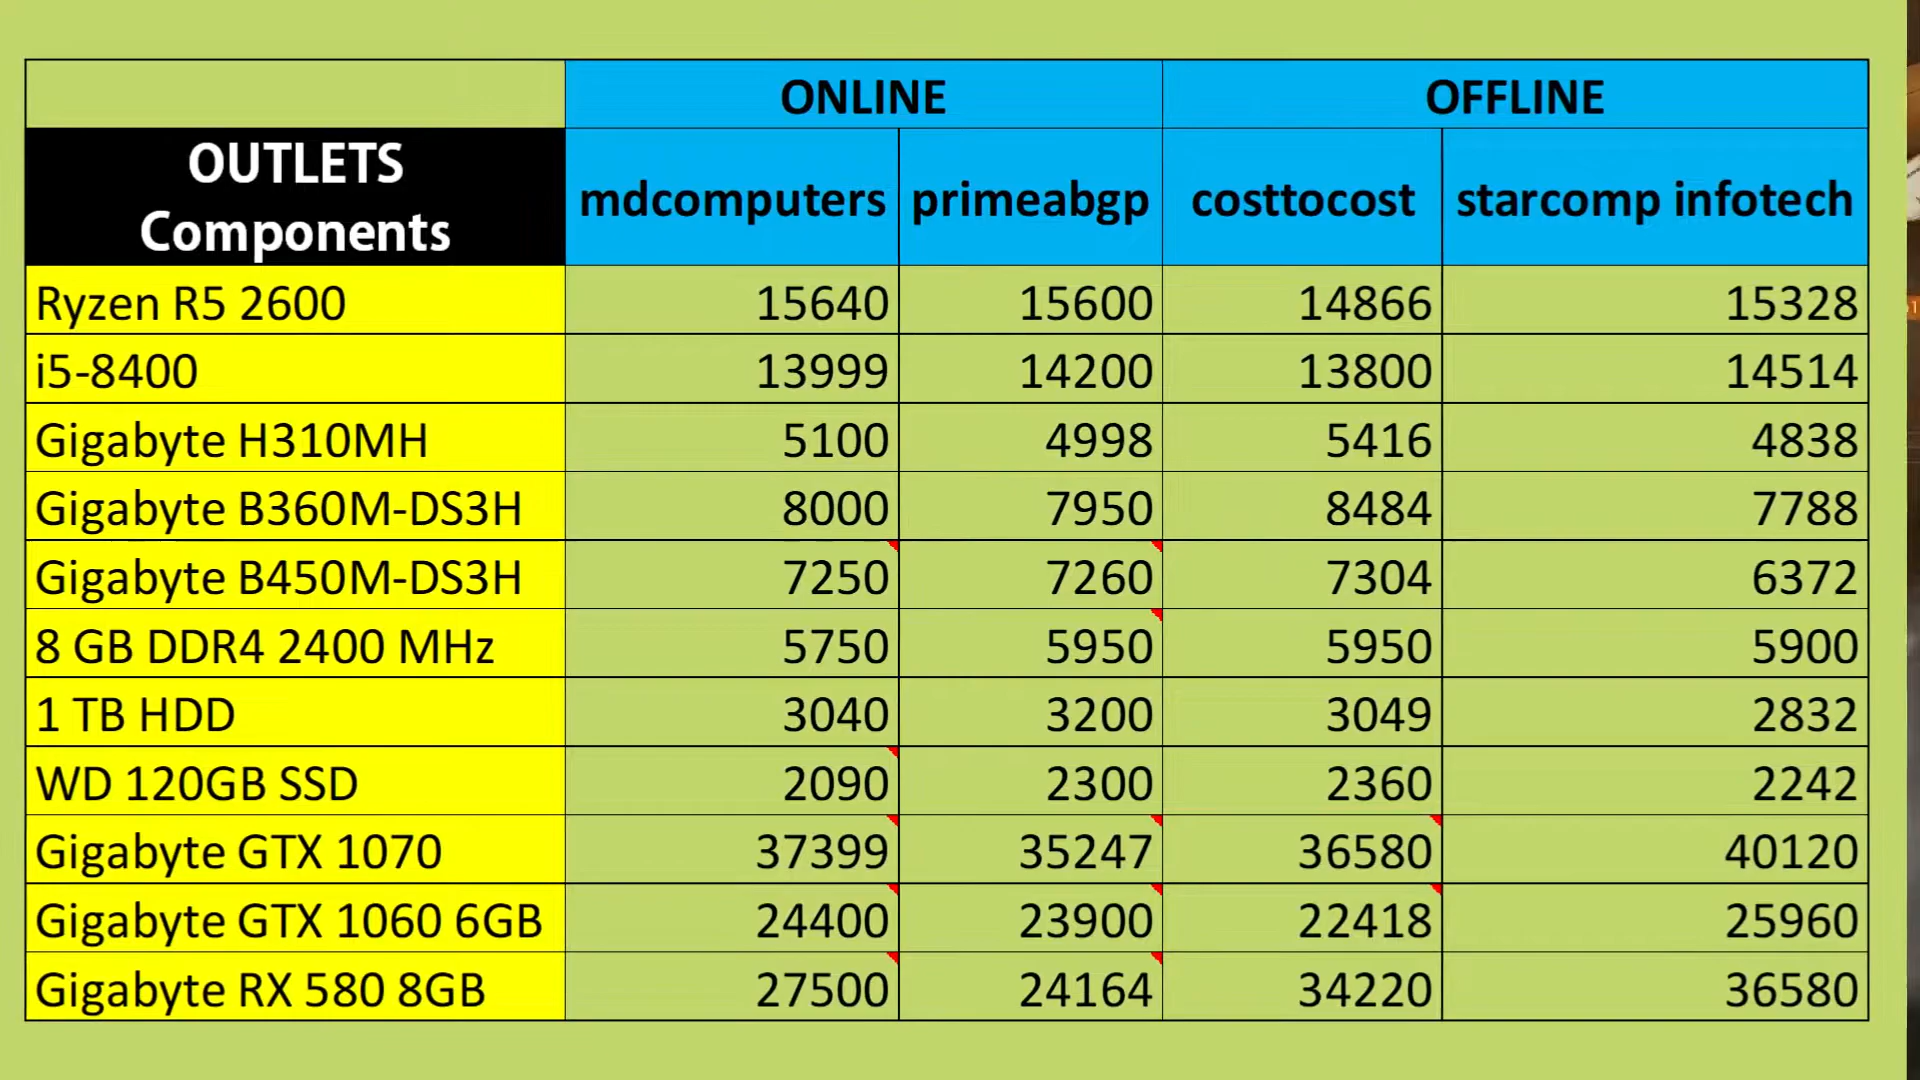 ONLINE OFFLINE
OUTLETS
Components
mdcomputers primeabgp costtocost starcomp infotech
Ryzen R5 2600 15640 15600 14866 15328
i5-8400 13999 14200 13800 14514
Gigabyte H310MH 5100 4998 5416 4838
Gigabyte B360M-DS3H 8000 7950 8484 7788
Gigabyte B450M-DS3H 7250 7260 7304 6372
8 GB DDR4 2400 MHz 5750 5950 5950 5900
1 TB HDD 3040 3200 3049 2832
WD 120GB SSD 2090 2300 2360 2242
Gigabyte GTX 1070 37399 35247 36580 40120
Gigabyte GTX 1060 6GB 24400 23900 22418 25960
Gigabyte RX 580 8GB 27500 24164 34220 36580